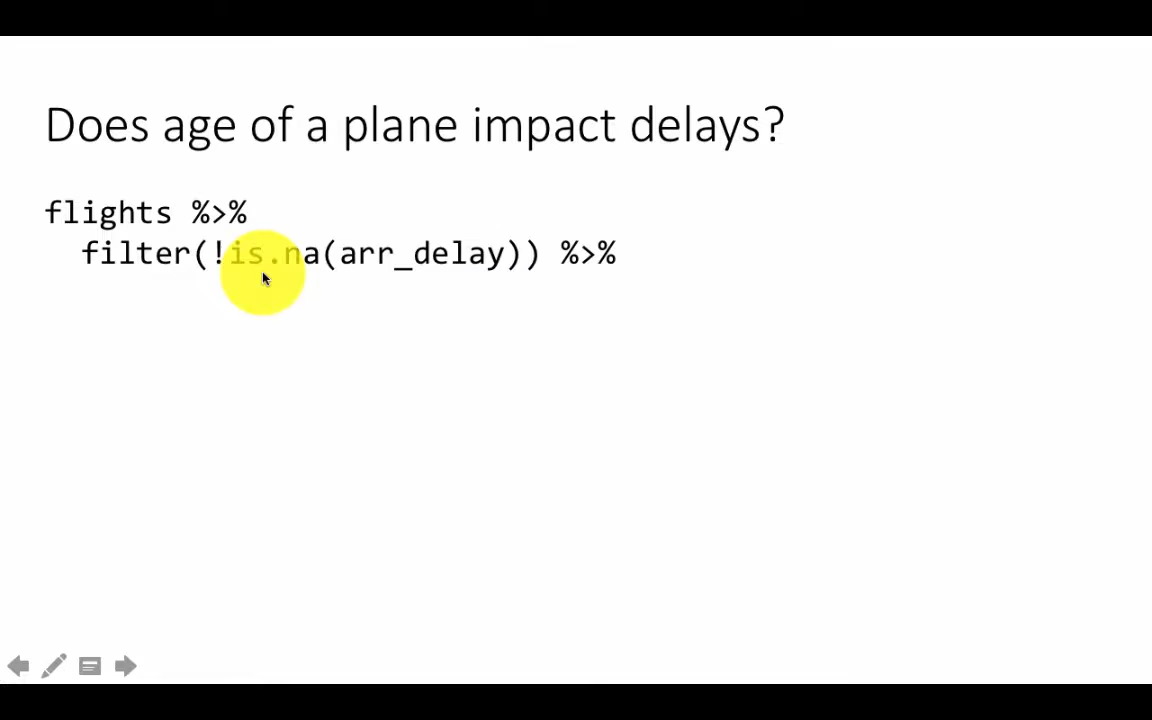 Does age of a plane impact delays?
flights %>%
filter(!is.na(arr_delay)) %>%